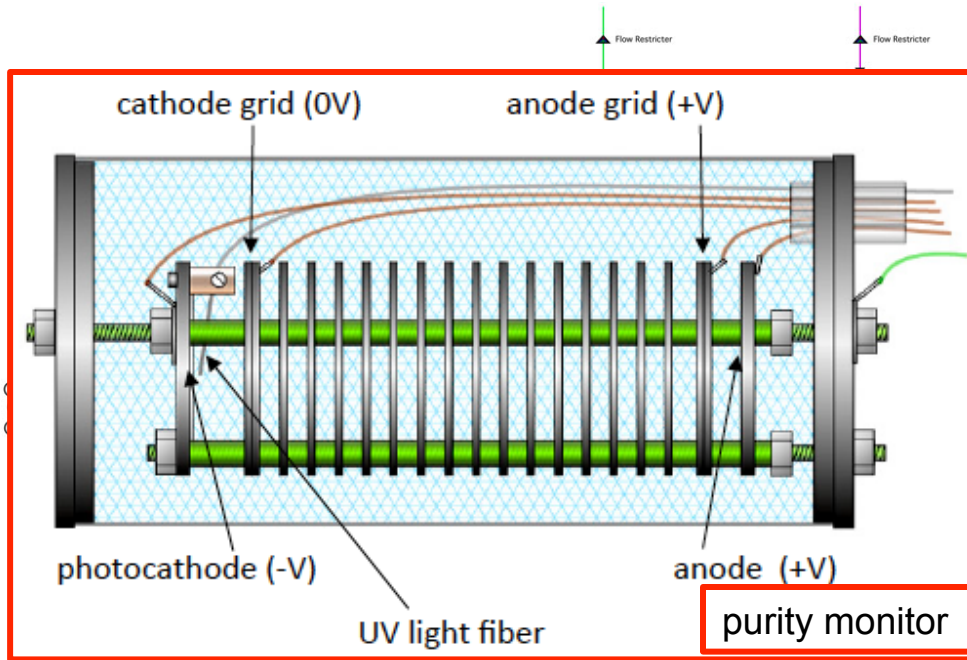 Flow Restricter
Flow Restricter
cathode grid (0V)
anode grid (+V)
photocathode (-V)
anode (+V)
UV light fiber
purity monitor